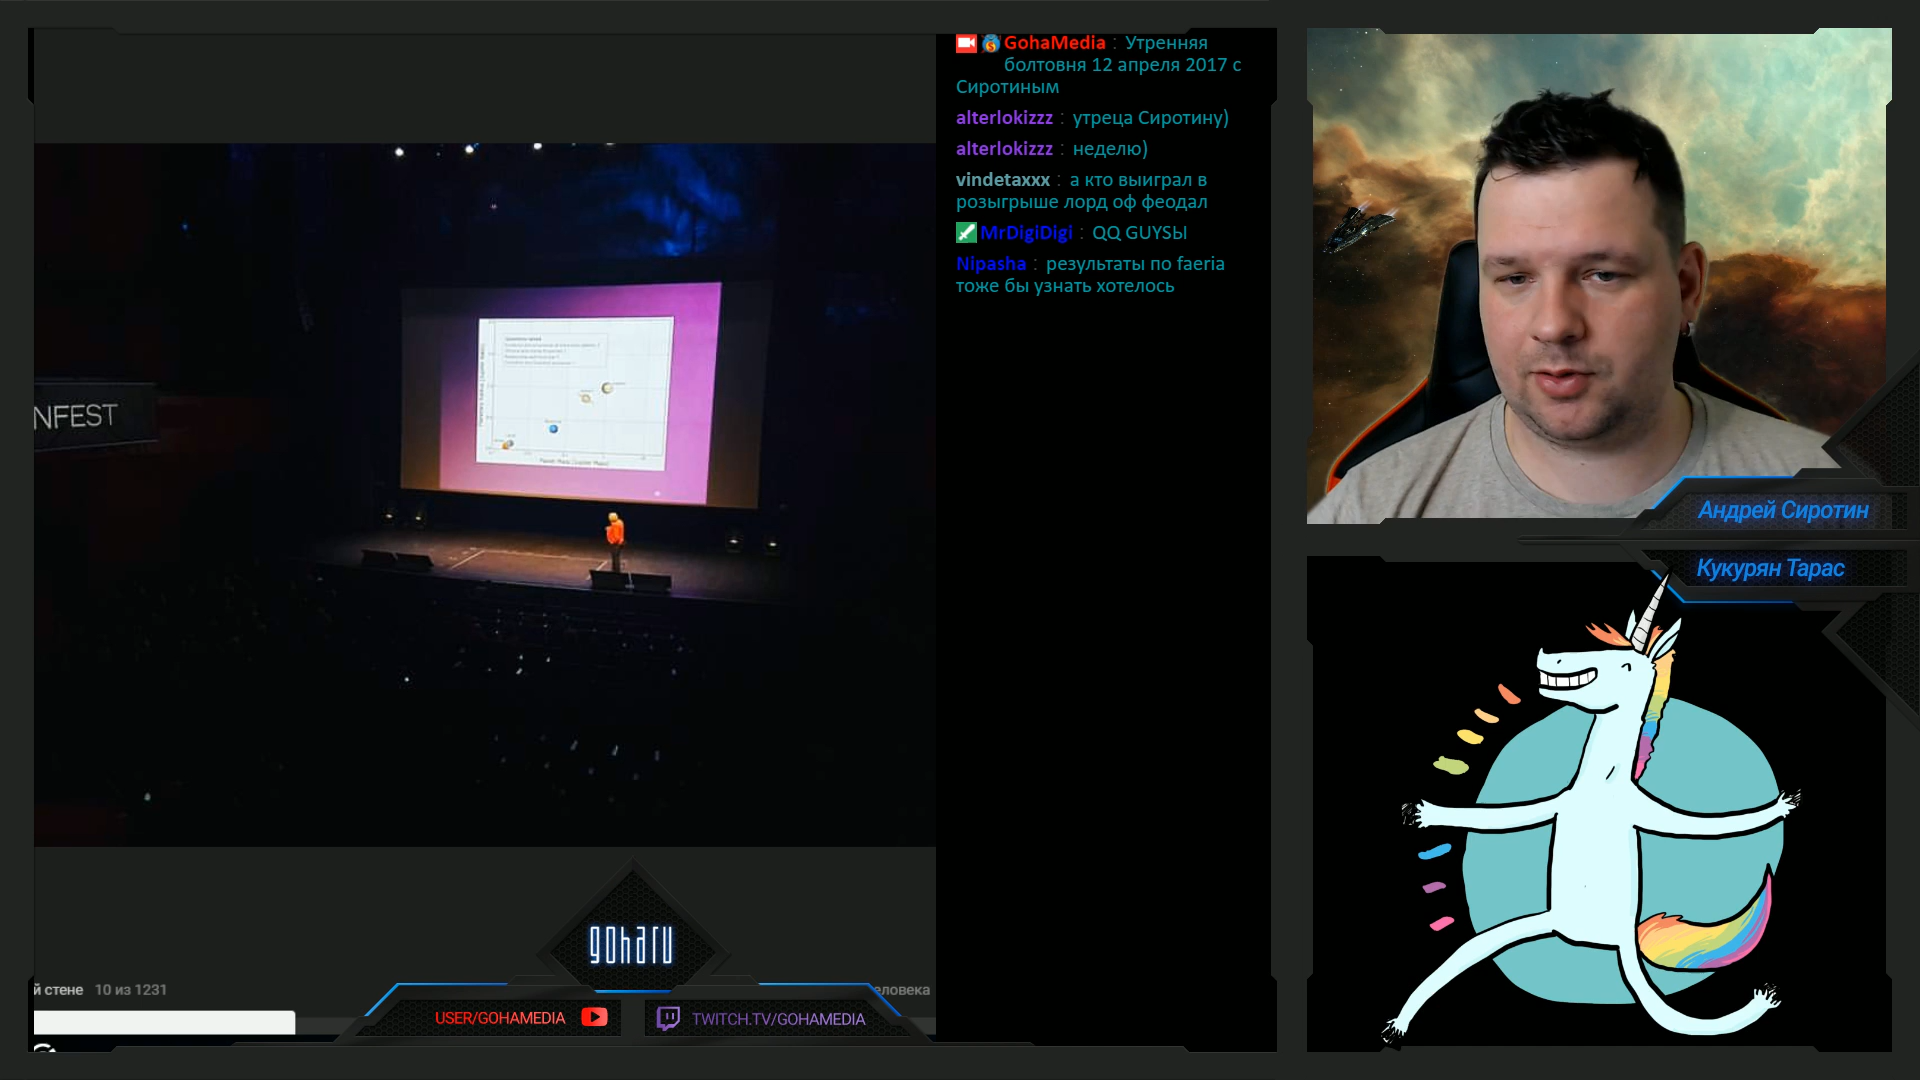 GohaMedia : Утренняя
болтовня 12 апреля 2017 с
Сиротиным
alterlokizzz : утреца Сиротину)
alterlokizzz : неделю)
vindetaxxx : а кто выиграл в
розыгрыше лорд оф феодал
MrDigiDigi : QQ GUYSЫ
Nipasha : результаты по faeria
тоже бы узнать хотелось
NFEST
Андрей Сиротин
Кукурян Тарас
goharu
й стене 10 из 1231
еловека
USER/GOHAMEDIA
TWITCH.TV/GOHAMEDIA